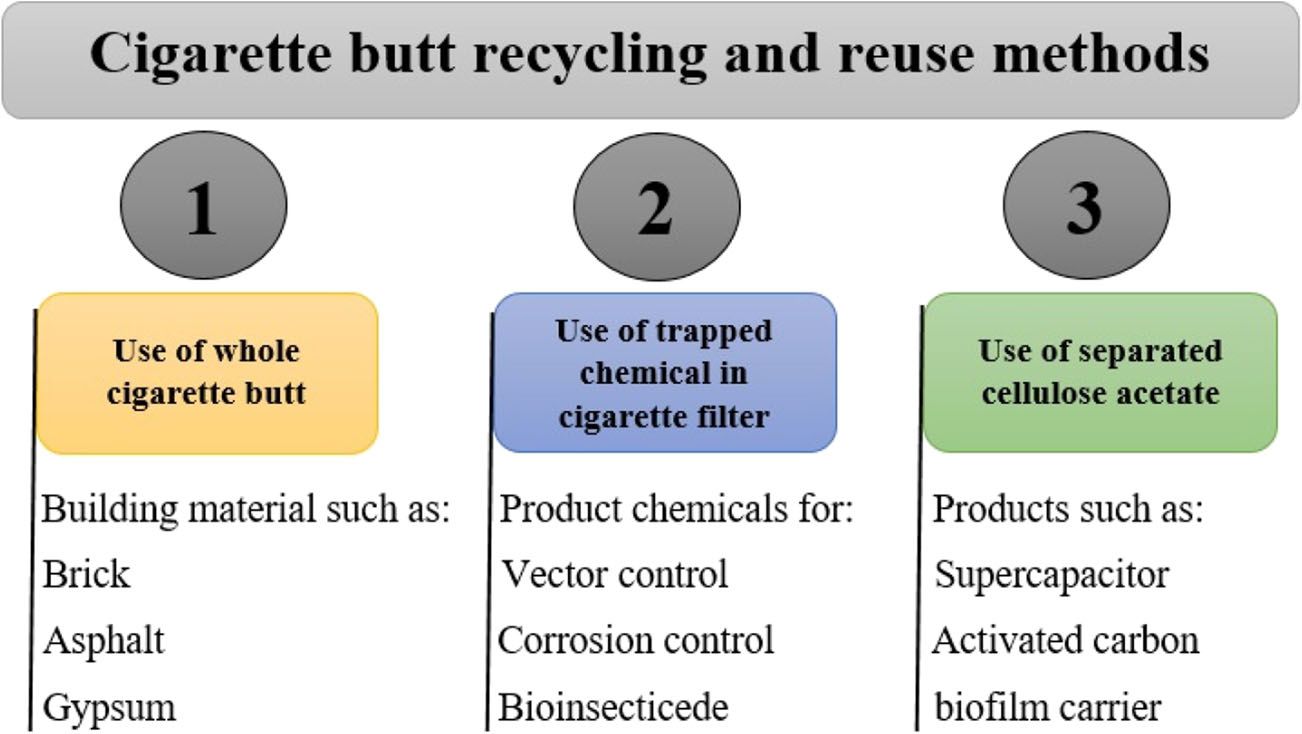 Cigarette butt recycling and reuse methods
1
Use of whole
cigarette butt
Building material such as:
Brick
Asphalt
Gypsum
2
Use of trapped
chemical in
cigarette filter
Product chemicals for:
Vector control
Corrosion control
Bioinsecticede
3
Use of separated
cellulose acetate
Products such as:
Supercapacitor
Activated carbon
biofilm carrier